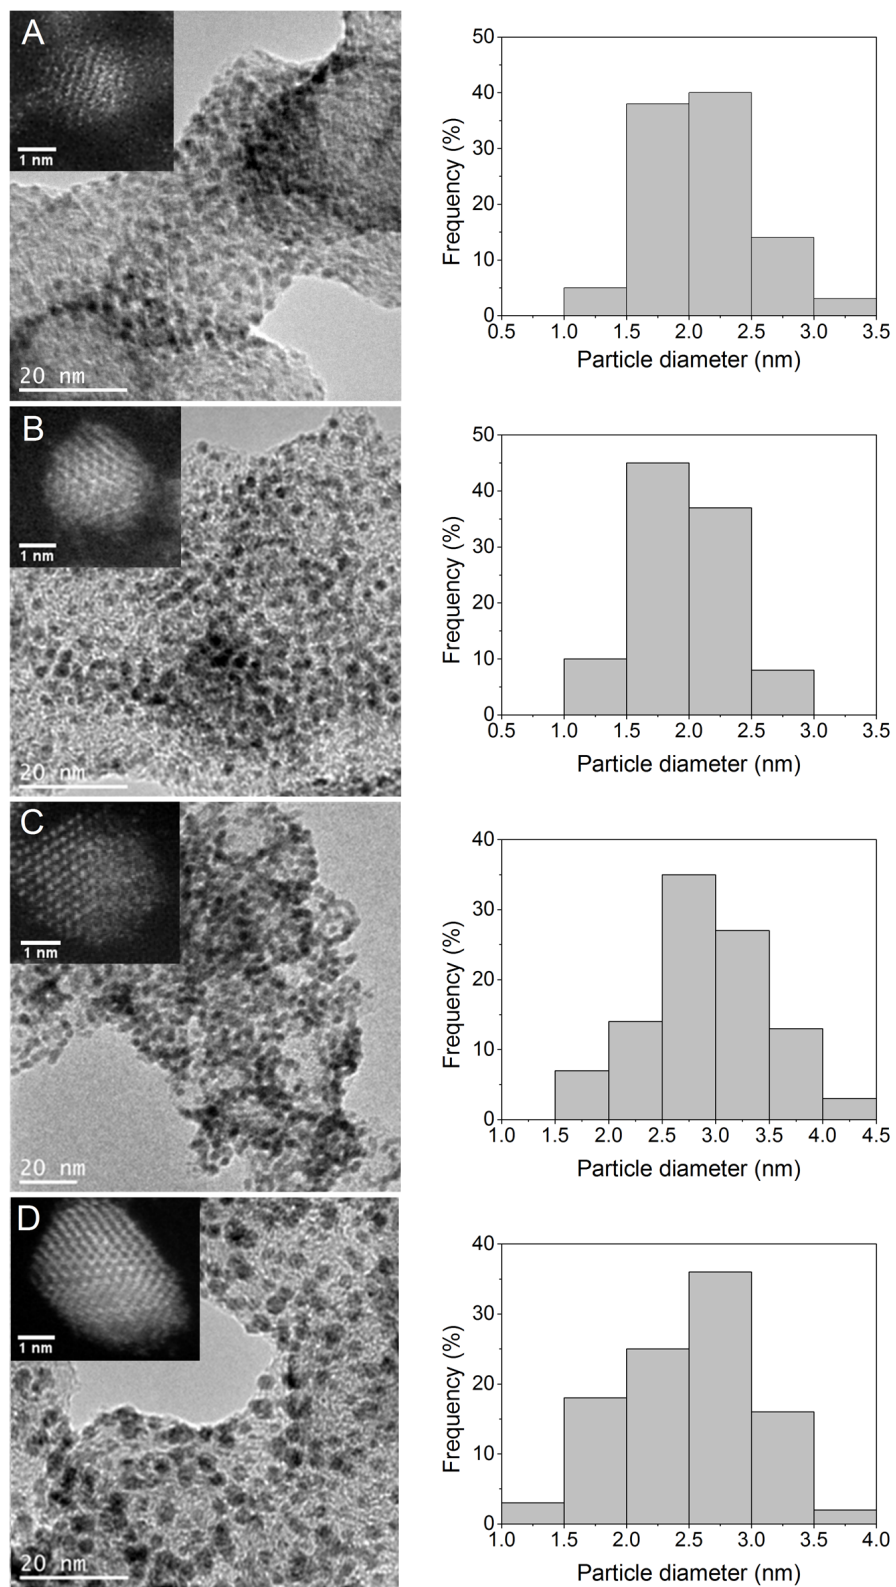 A
1 nm
20 nm
50
40
30
20
10
0
Frequency (%)
0.5 1.0 1.5 2.0 2.5 3.0 3.5
Particle diameter (nm)
B
1 nm
20 nm
50
40
30
20
10
0
Frequency (%)
0.5 1.0 1.5 2.0 2.5 3.0 3.5
Particle diameter (nm)
C
1 nm
20 nm
40
30
20
10
0
Frequency (%)
1.0 1.5 2.0 2.5 3.0 3.5 4.0 4.5
Particle diameter (nm)
D
1 nm
20 nm
40
30
20
10
0
Frequency (%)
1.0 1.5 2.0 2.5 3.0 3.5 4.0
Particle diameter (nm)